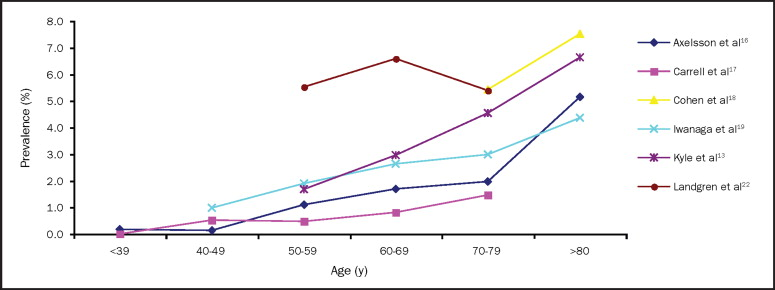 8.0
7.0
6.0
5.0
4.0
3.0
2.0
1.0
0.0
Prevalence (%)
<39
40-49
50-59
60-69
70-79
>80
Age (y)
Axelsson et al¹⁶
Carrell et al¹⁷
Cohen et al¹⁸
Iwanaga et al¹⁹
Kyle et al¹³
Landgren et al²²